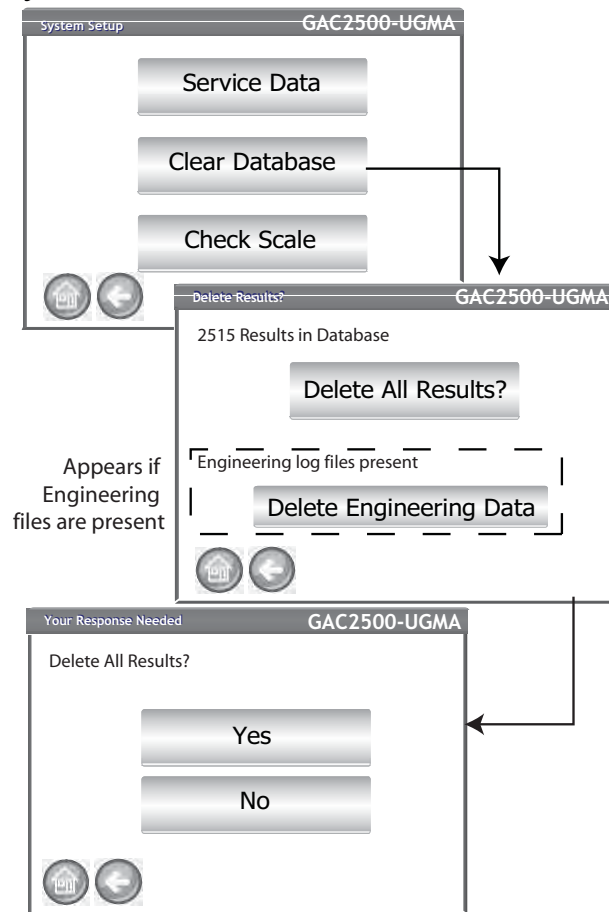 System Setup GAC2500-UGMA
Service Data
Clear Database
Check Scale
Delete Results? GAC2500-UGMA
2515 Results in Database
Delete All Results?
Appears if
Engineering
files are present
Engineering log files present
Delete Engineering Data
Your Response Needed GAC2500-UGMA
Delete All Results?
Yes
No